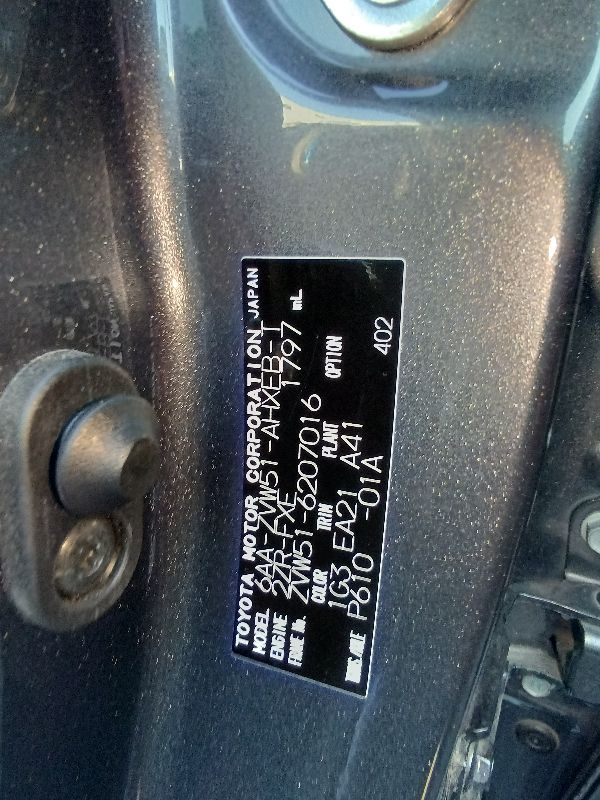 TOYOTA MOTOR CORPORATION JAPAN
MODEL 6AA-ZVW51-AHXEB-T
ENGINE 2ZR-FXE 1797 mL
FRAME No. ZVW51-6207016
COLOR TRIM PLANT OPTION
1G3 EA21 A41
TRANS./AXLE P610 -01A 402